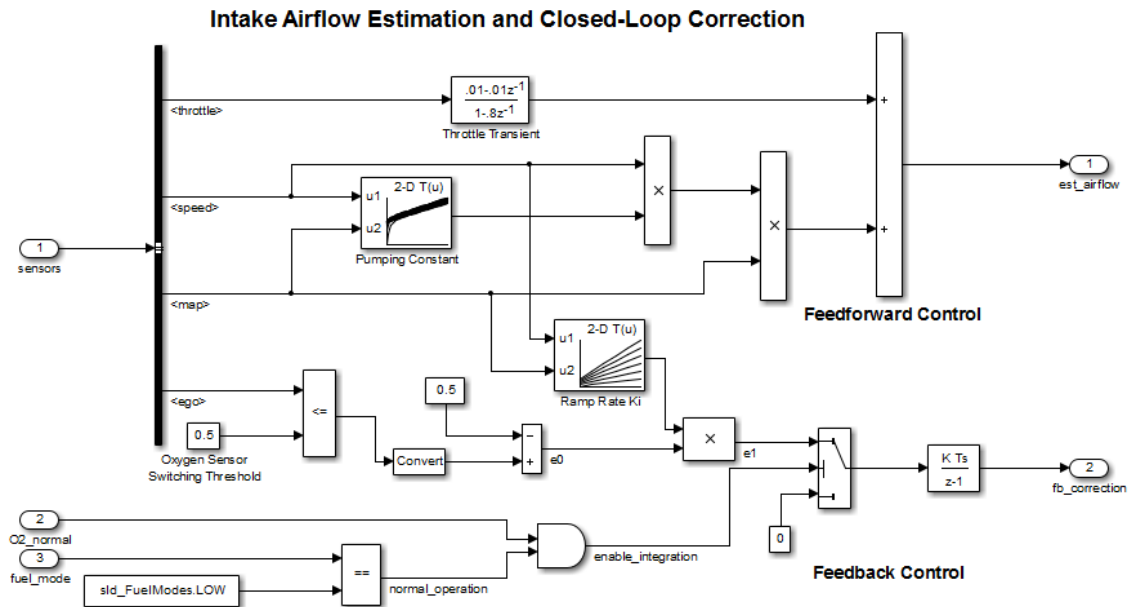 Intake Airflow Estimation and Closed-Loop Correction
<throttle>
.01-.01z-1
1-.8z-1
Throttle Transient
+
1
est_airflow
<speed>
u1
2-D T(u)
u2
Pumping Constant
×
×
+
1
sensors
<map>
Feedforward Control
u1
2-D T(u)
u2
Ramp Rate Ki
<ego>
<=
0.5
Oxygen Sensor
Switching Threshold
0.5
Convert
−
+
e0
×
e1
K Ts
z-1
2
fb_correction
0
2
O2_normal
3
fuel_mode
sld_FuelModes.LOW
==
normal_operation
enable_integration
Feedback Control